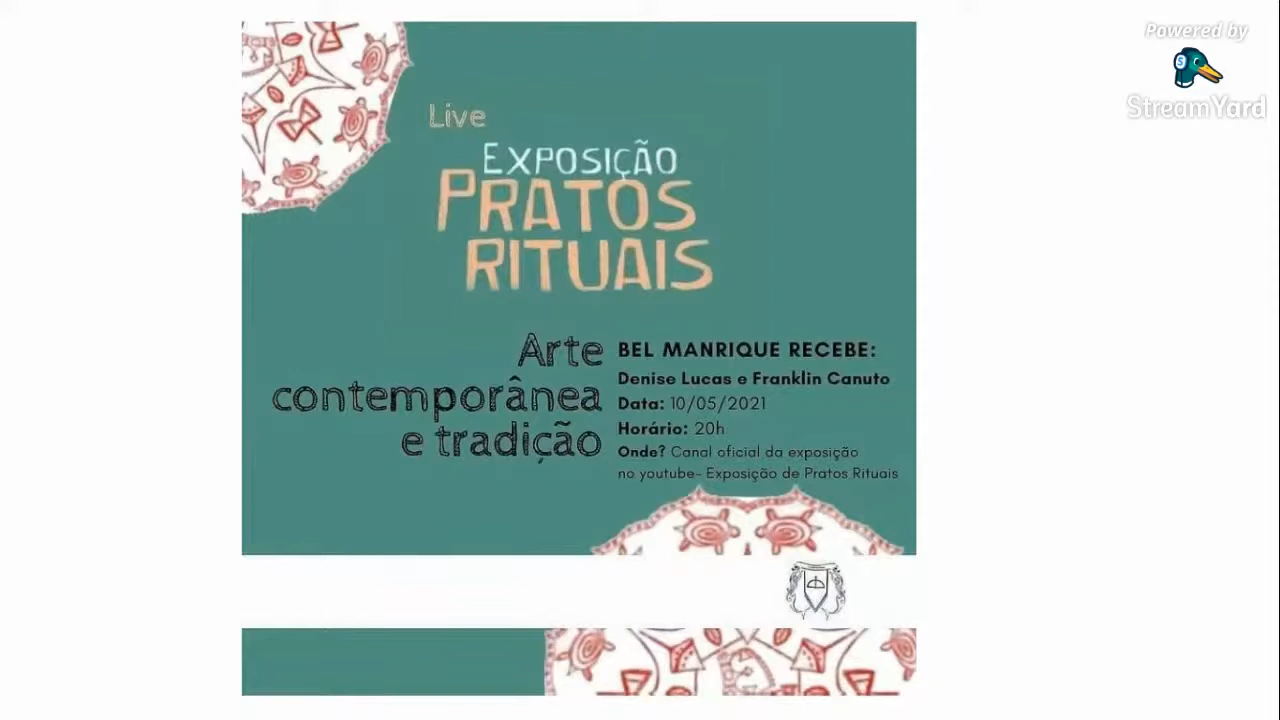 Powered by
StreamYard
Live
EXPOSIÇÃO
PRATOS
RITUAIS
Arte
contemporânea
e tradição
BEL MANRIQUE RECEBE:
Denise Lucas e Franklin Canuto
Data: 10/05/2021
Horário: 20h
Onde? Canal oficial da exposição
no youtube- Exposição de Pratos Rituais